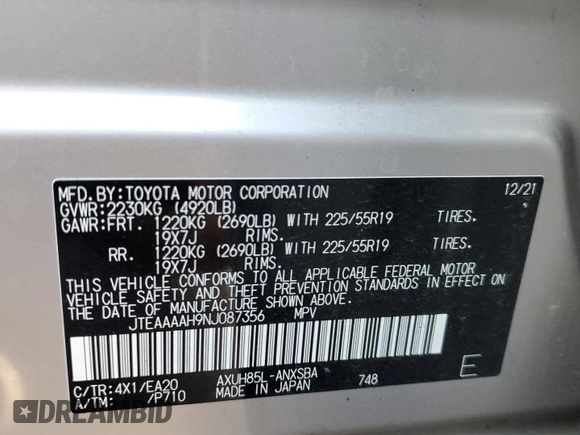 MFD.BY:TOYOTA MOTOR CORPORATION 12/21
GVWR:2230KG (4920LB)
GAWR:FRT. 1220KG (2690LB) WITH 225/55R19 TIRES.
19X7J RIMS.
RR. 1220KG (2690LB) WITH 225/55R19 TIRES.
19X7J RIMS.
THIS VEHICLE CONFORMS TO ALL APPLICABLE FEDERAL MOTOR
VEHICLE SAFETY AND THEFT PREVENTION STANDARDS IN EFFECT ON
THE DATE OF MANUFACTURE SHOWN ABOVE.
JTEAAAAH9NJ087356 MPV
C/TR:4X1/EA20 AXUH85L-ANXSBA 748 E
A/TM: /P710 MADE IN JAPAN
DREAMBID